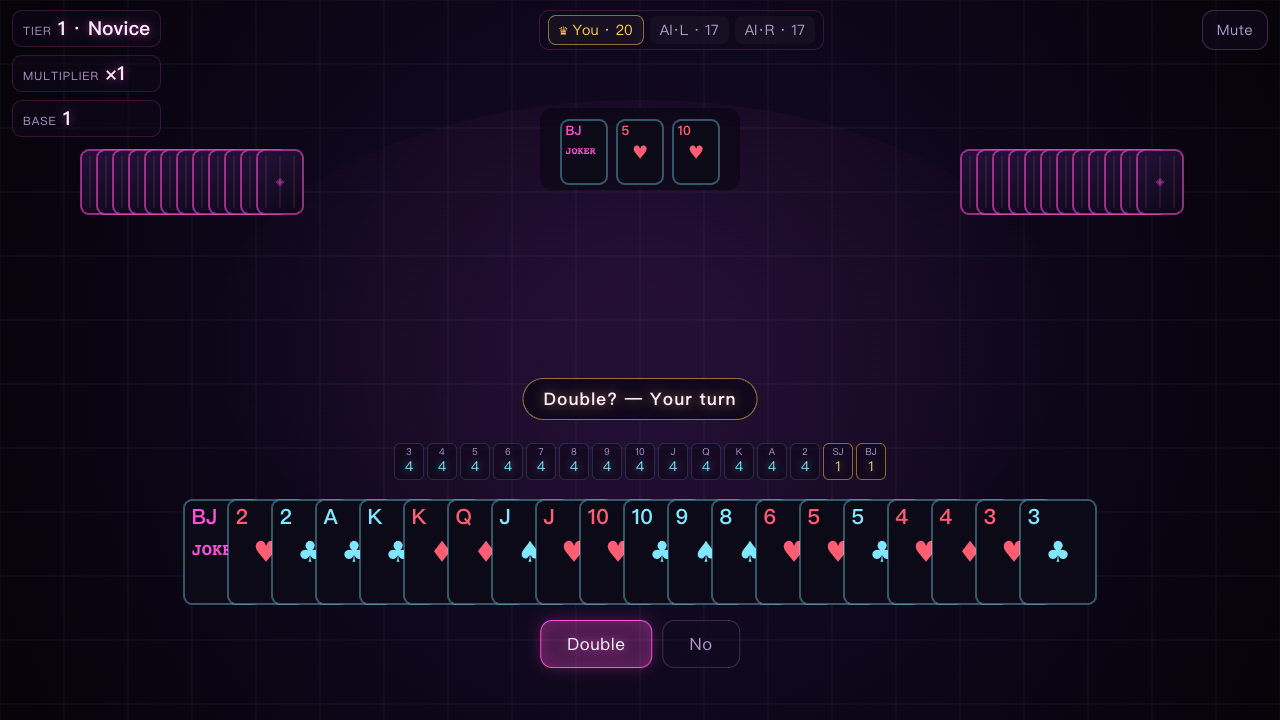 TIER 1 · Novice
MULTIPLIER ×1
BASE 1
♛ You · 20 AI·L · 17 AI·R · 17
Mute
BJ 5 10
JOKER ♥ ♥
Double? — Your turn
3 4 5 6 7 8 9 10 J Q K A 2 SJ BJ
4 4 4 4 4 4 4 4 4 4 4 4 4 1 1
BJ 2 2 A K K Q J J 10 10 9 8 6 5 5 4 4 3 3
JOKE ♥ ♣ ♣ ♣ ♦ ♦ ♠ ♥ ♥ ♣ ♠ ♠ ♥ ♥ ♣ ♥ ♦ ♥ ♣
Double No